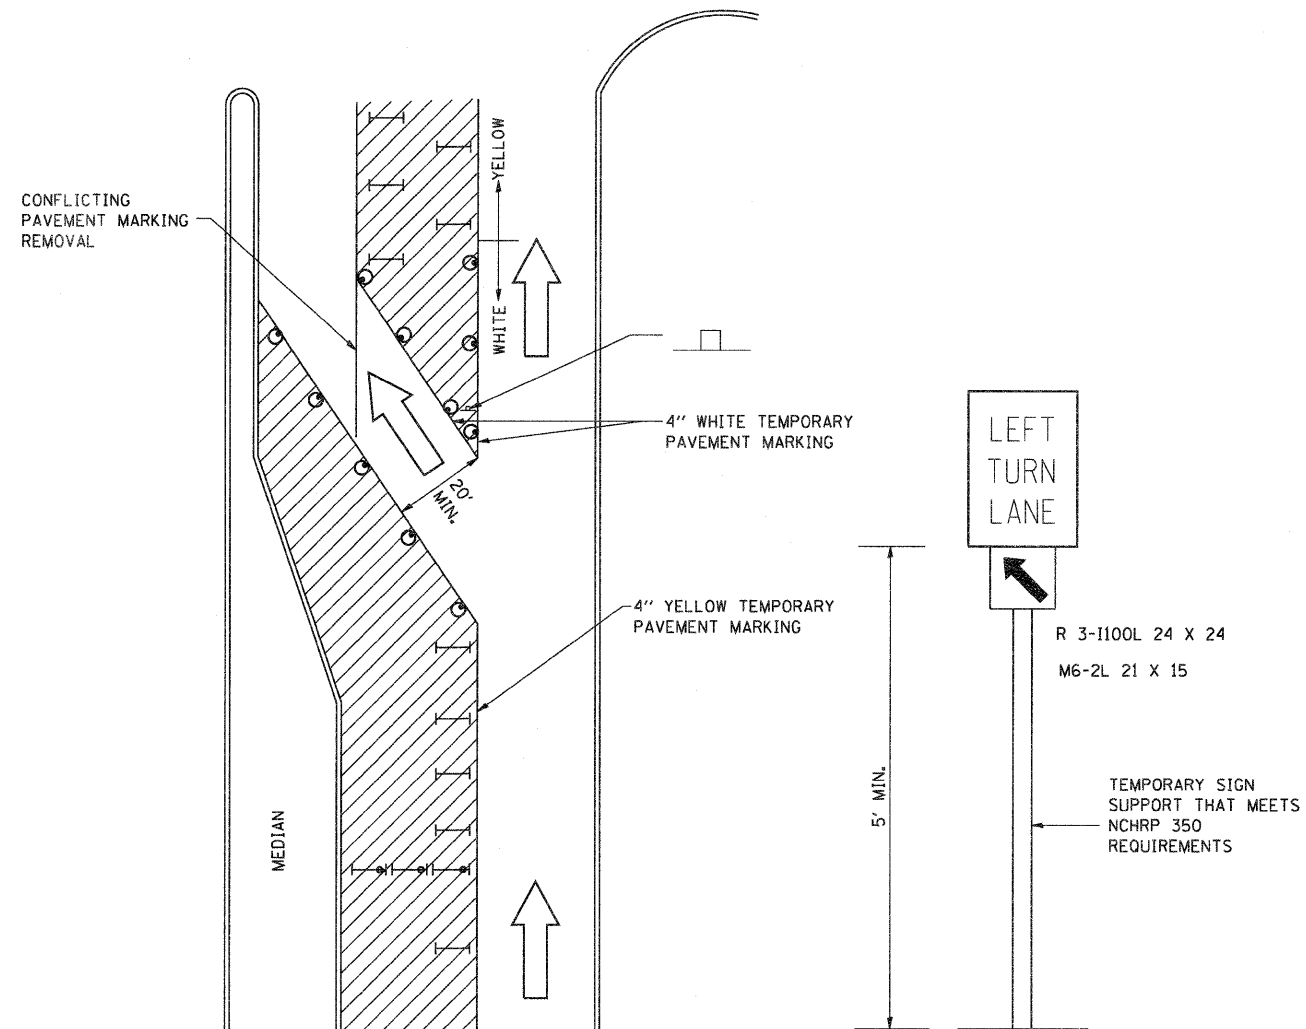 CONFLICTING
PAVEMENT MARKING
REMOVAL
YELLOW
WHITE
4" WHITE TEMPORARY
PAVEMENT MARKING
20'
MIN.
4" YELLOW TEMPORARY
PAVEMENT MARKING
MEDIAN
LEFT
TURN
LANE
R 3-I100L 24 X 24
M6-2L 21 X 15
5' MIN.
TEMPORARY SIGN
SUPPORT THAT MEETS
NCHRP 350
REQUIREMENTS